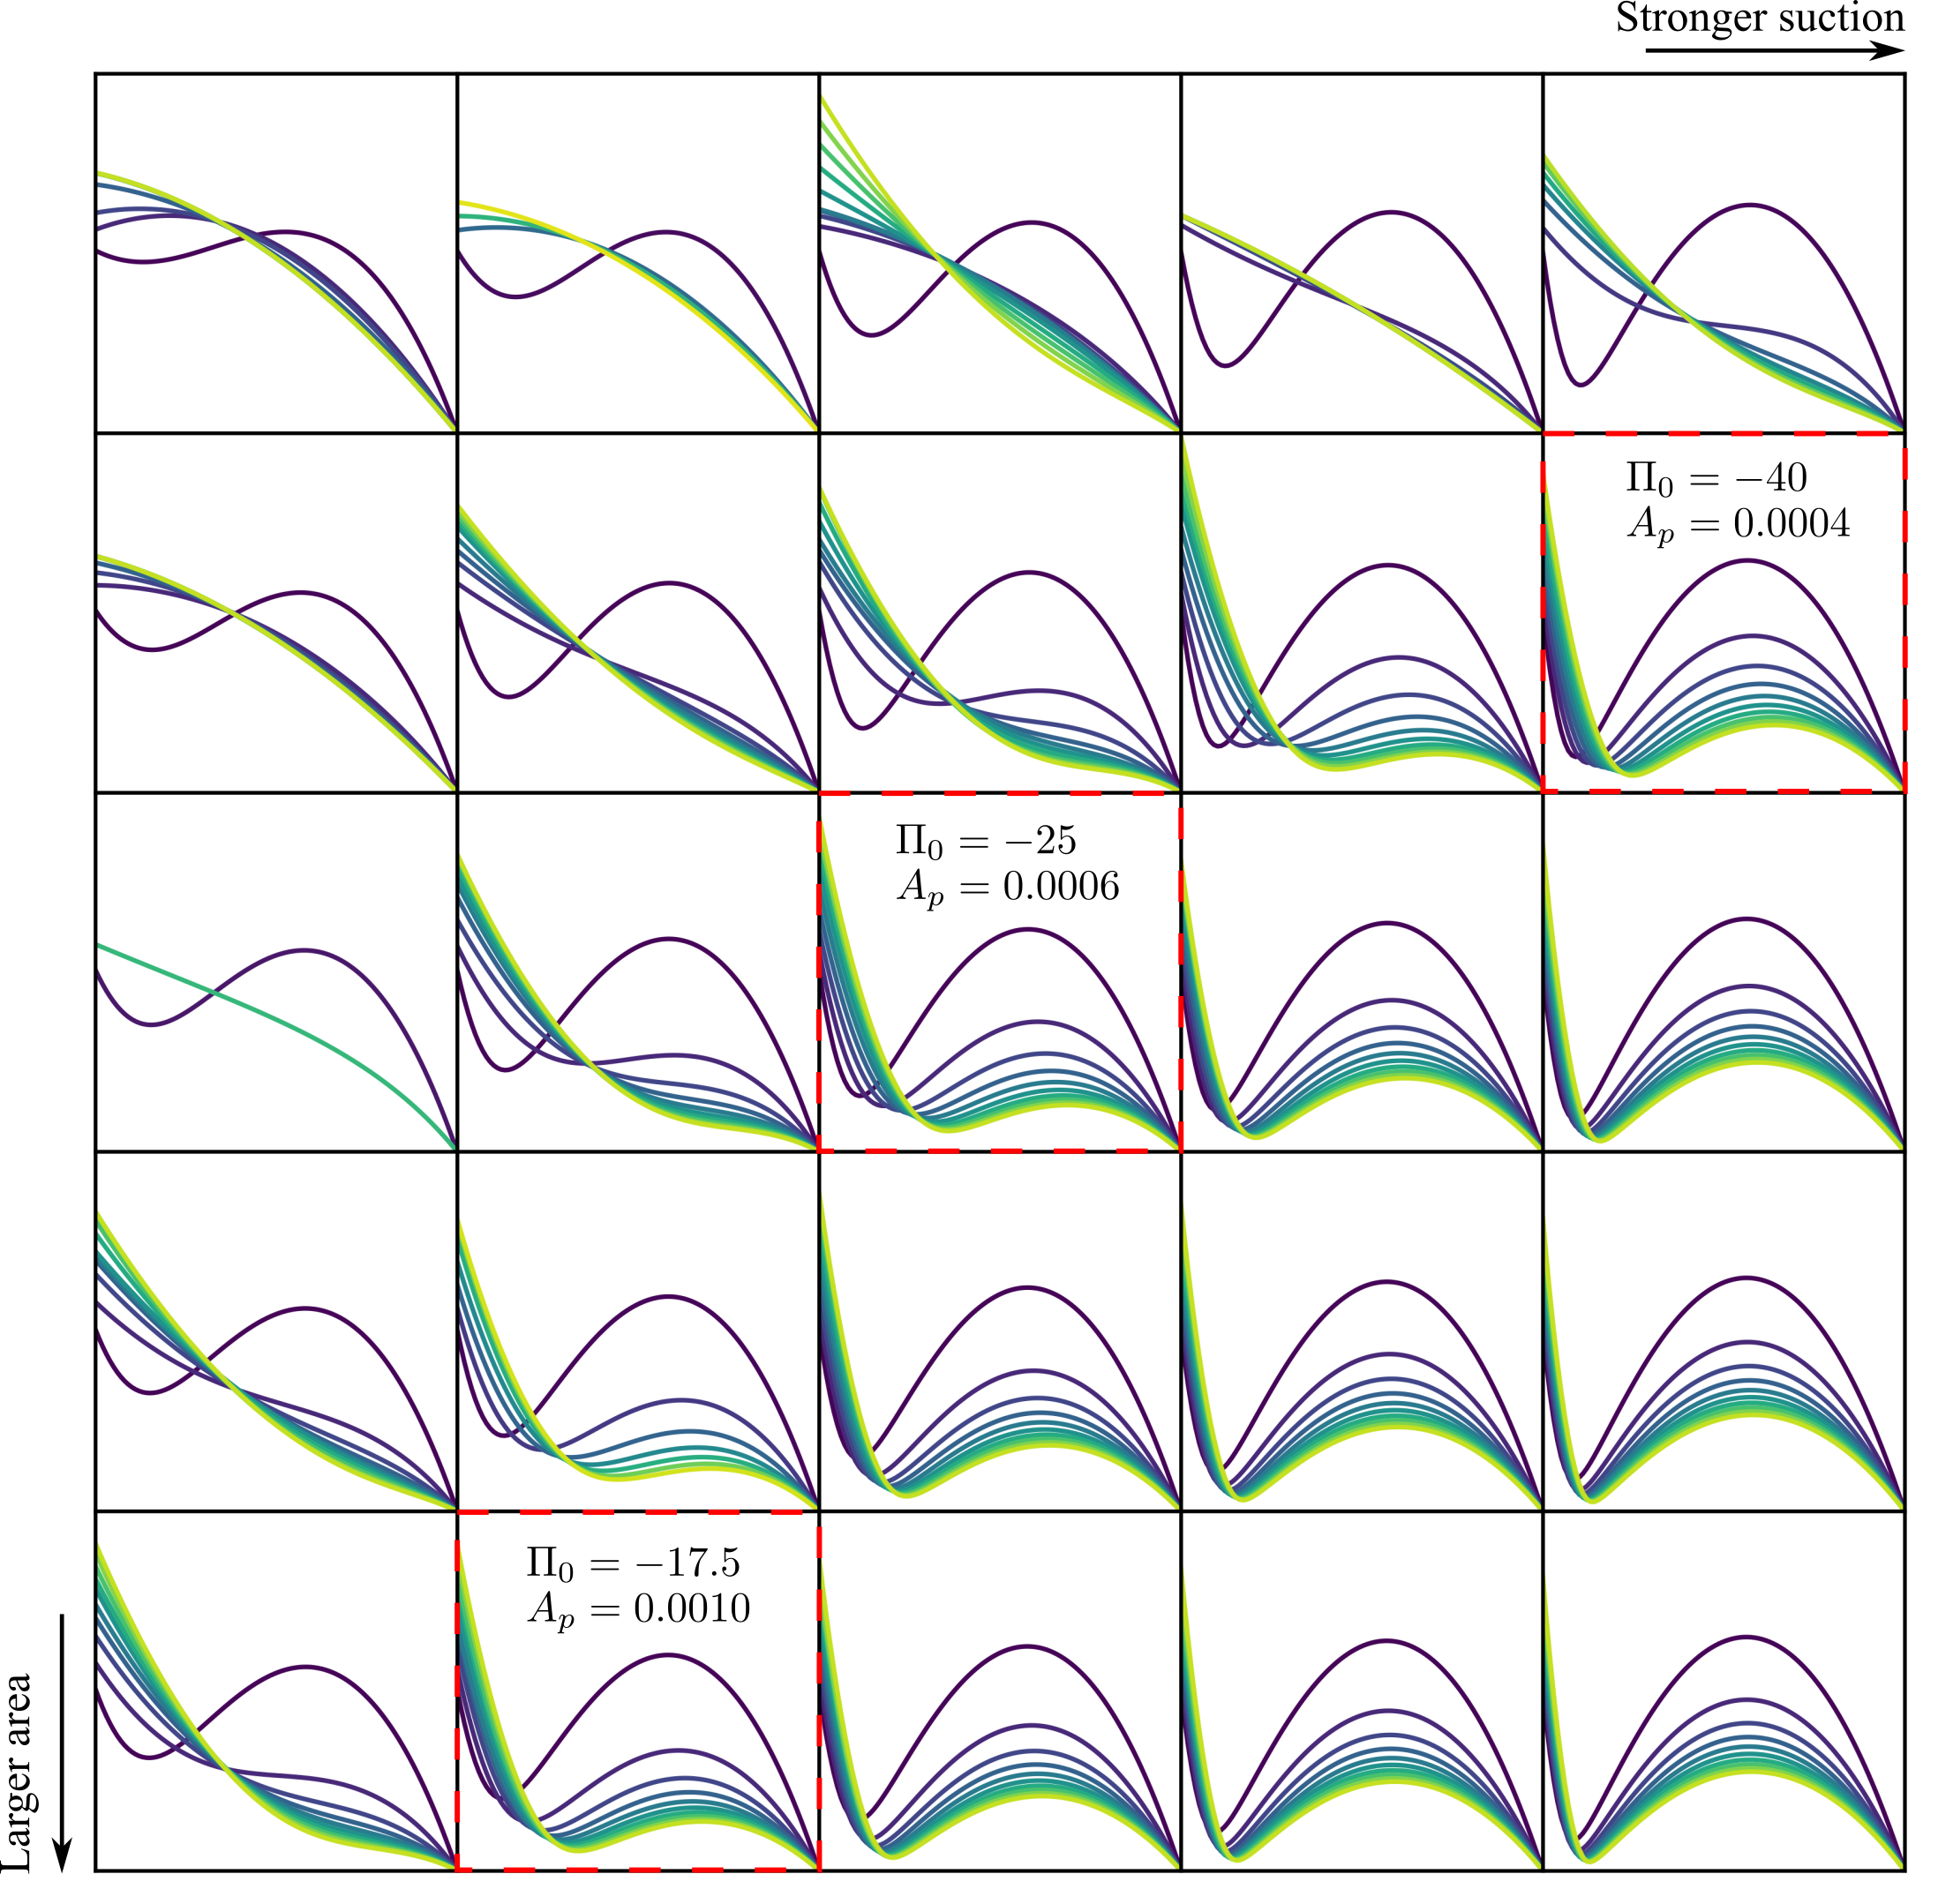 Stronger suction
Π₀ = −40
Aₚ = 0.0004
Π₀ = −25
Aₚ = 0.0006
Π₀ = −17.5
Aₚ = 0.0010
Larger area